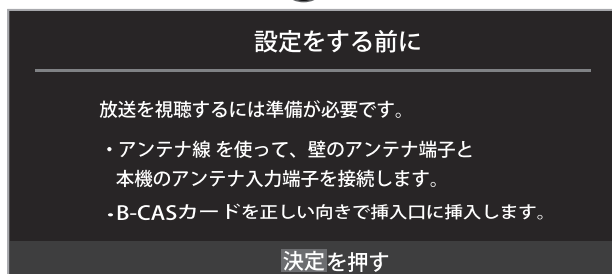 設定をする前に
放送を視聴するには準備が必要です。
・アンテナ線 を使って、壁のアンテナ端子と
本機のアンテナ入力端子を接続します。
・B-CASカードを正しい向きで挿入口に挿入します。
決定を押す